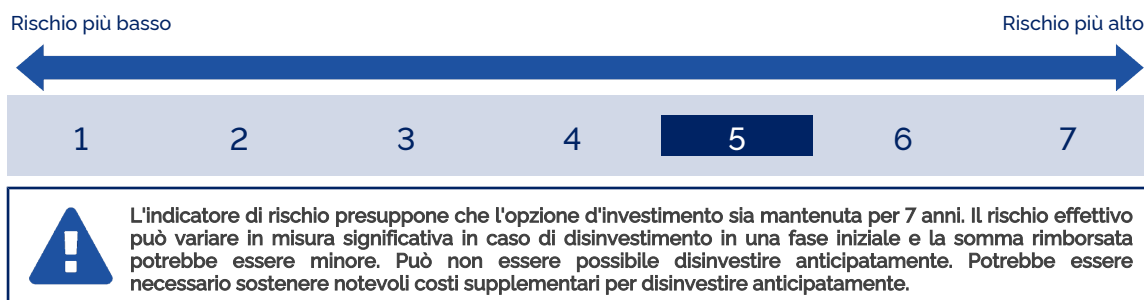 Rischio più basso Rischio più alto
1 2 3 4 5 6 7
L'indicatore di rischio presuppone che l'opzione d'investimento sia mantenuta per 7 anni. Il rischio effettivo
può variare in misura significativa in caso di disinvestimento in una fase iniziale e la somma rimborsata
potrebbe essere minore. Può non essere possibile disinvestire anticipatamente. Potrebbe essere
necessario sostenere notevoli costi supplementari per disinvestire anticipatamente.